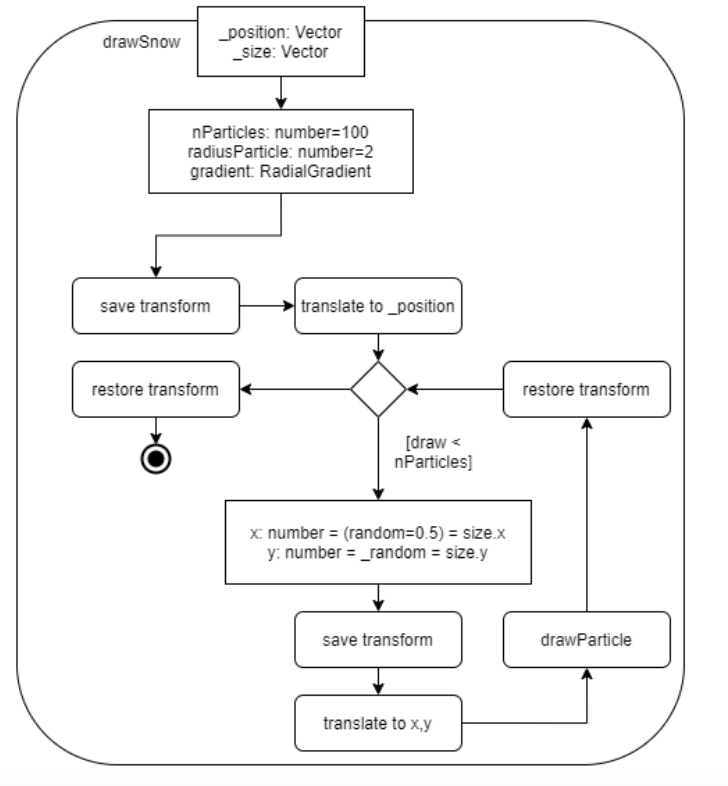 drawSnow
_position: Vector
_size: Vector
nParticles: number=100
radiusParticle: number=2
gradient: RadialGradient
save transform
translate to _position
restore transform
restore transform
[draw <
nParticles]
x: number = (random=0.5) = size.x
y: number = _random = size.y
save transform
drawParticle
translate to x,y